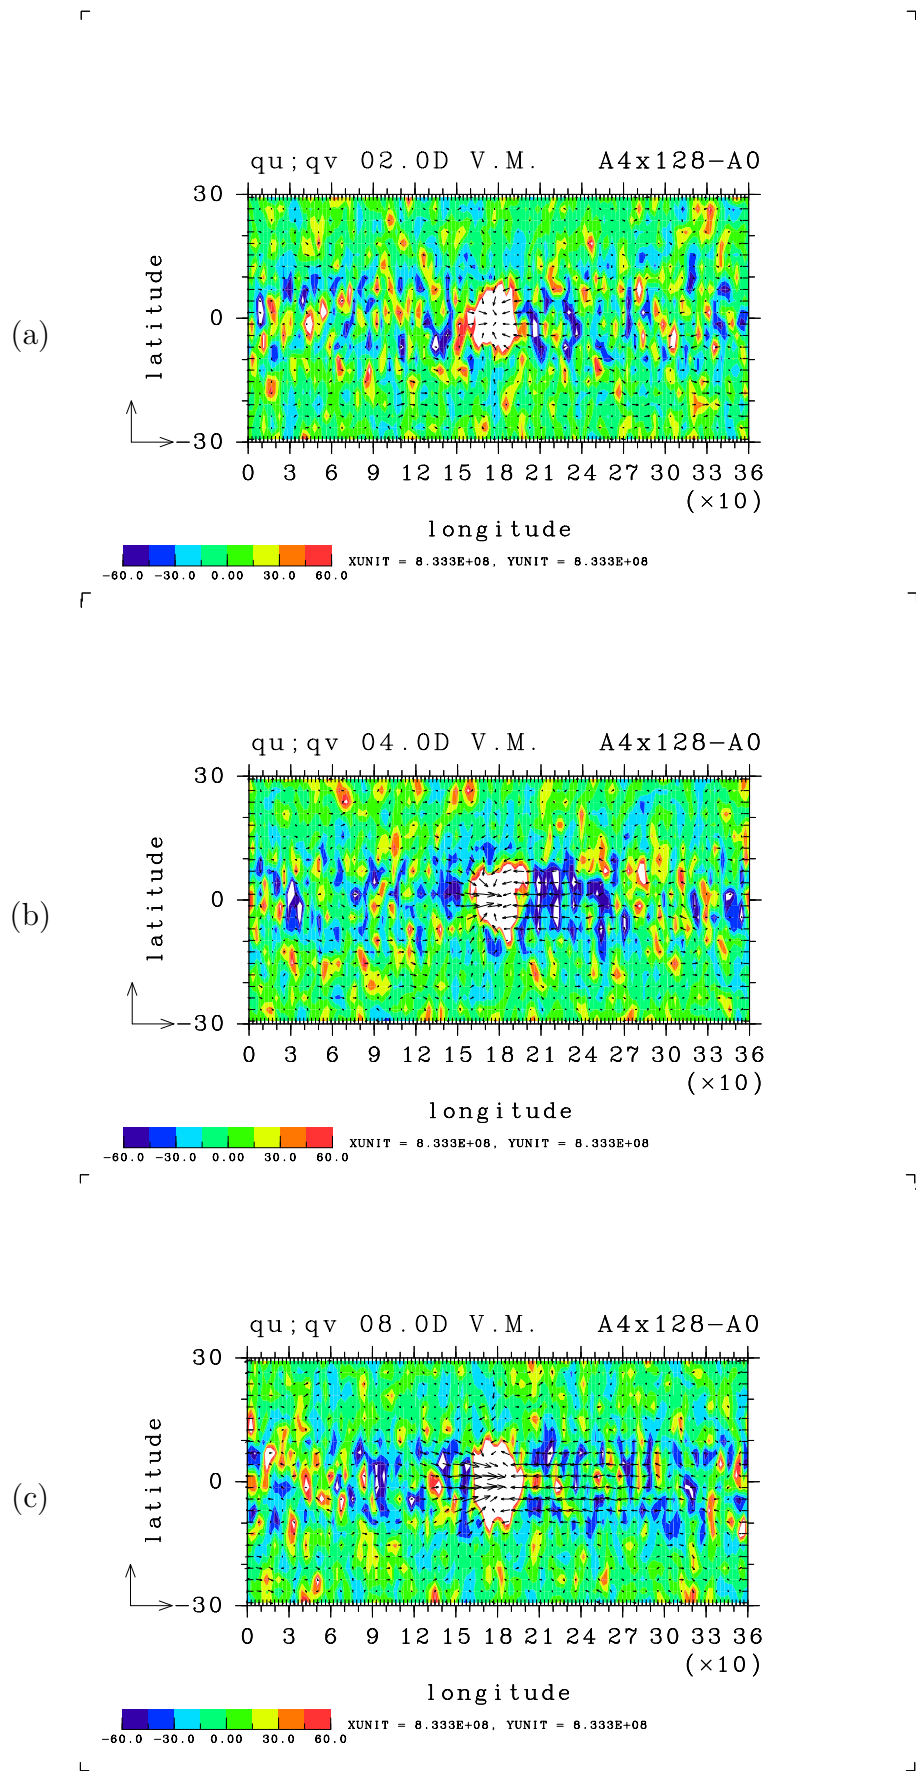 qu;qv 02.0D V.M. A4x128-A0
30
0
-30
latitude
(a)
0 3 6 9 12 15 18 21 24 27 30 33 36
(×10)
longitude
-60.0 -30.0 0.00 30.0 60.0
XUNIT = 8.333E+08, YUNIT = 8.333E+08
qu;qv 04.0D V.M. A4x128-A0
30
0
-30
latitude
(b)
0 3 6 9 12 15 18 21 24 27 30 33 36
(×10)
longitude
-60.0 -30.0 0.00 30.0 60.0
XUNIT = 8.333E+08, YUNIT = 8.333E+08
qu;qv 08.0D V.M. A4x128-A0
30
0
-30
latitude
(c)
0 3 6 9 12 15 18 21 24 27 30 33 36
(×10)
longitude
-60.0 -30.0 0.00 30.0 60.0
XUNIT = 8.333E+08, YUNIT = 8.333E+08